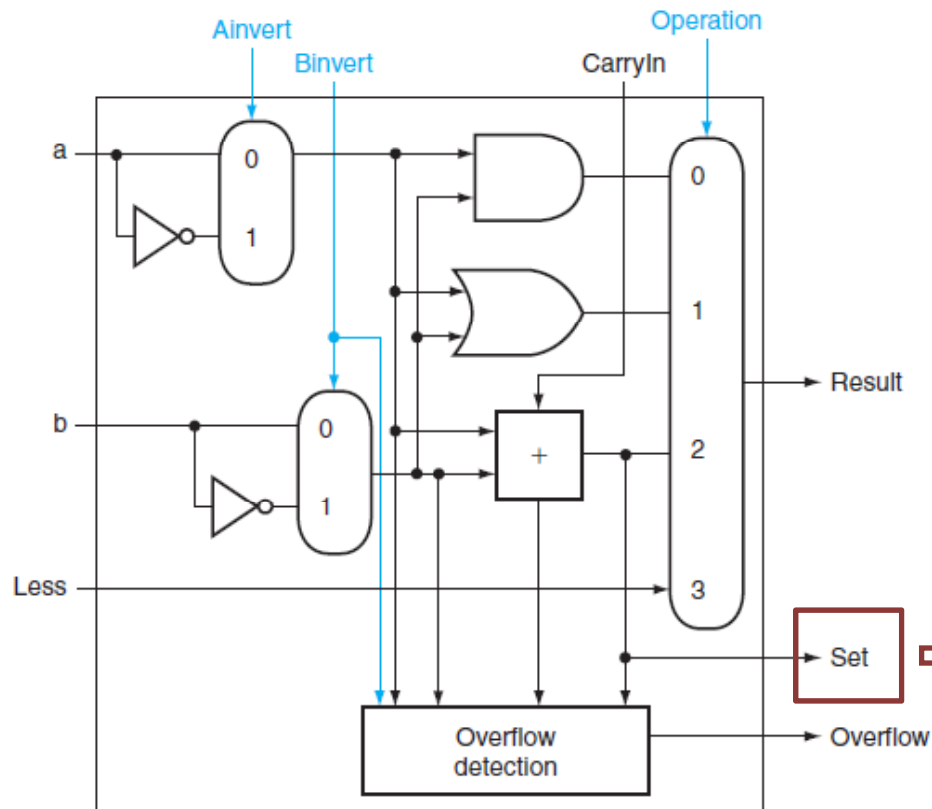 Ainvert
Operation
Binvert
CarryIn
a
0
0
1
1
b
0
+
2
1
Less
3
Set
Overflow
detection
Overflow
Result